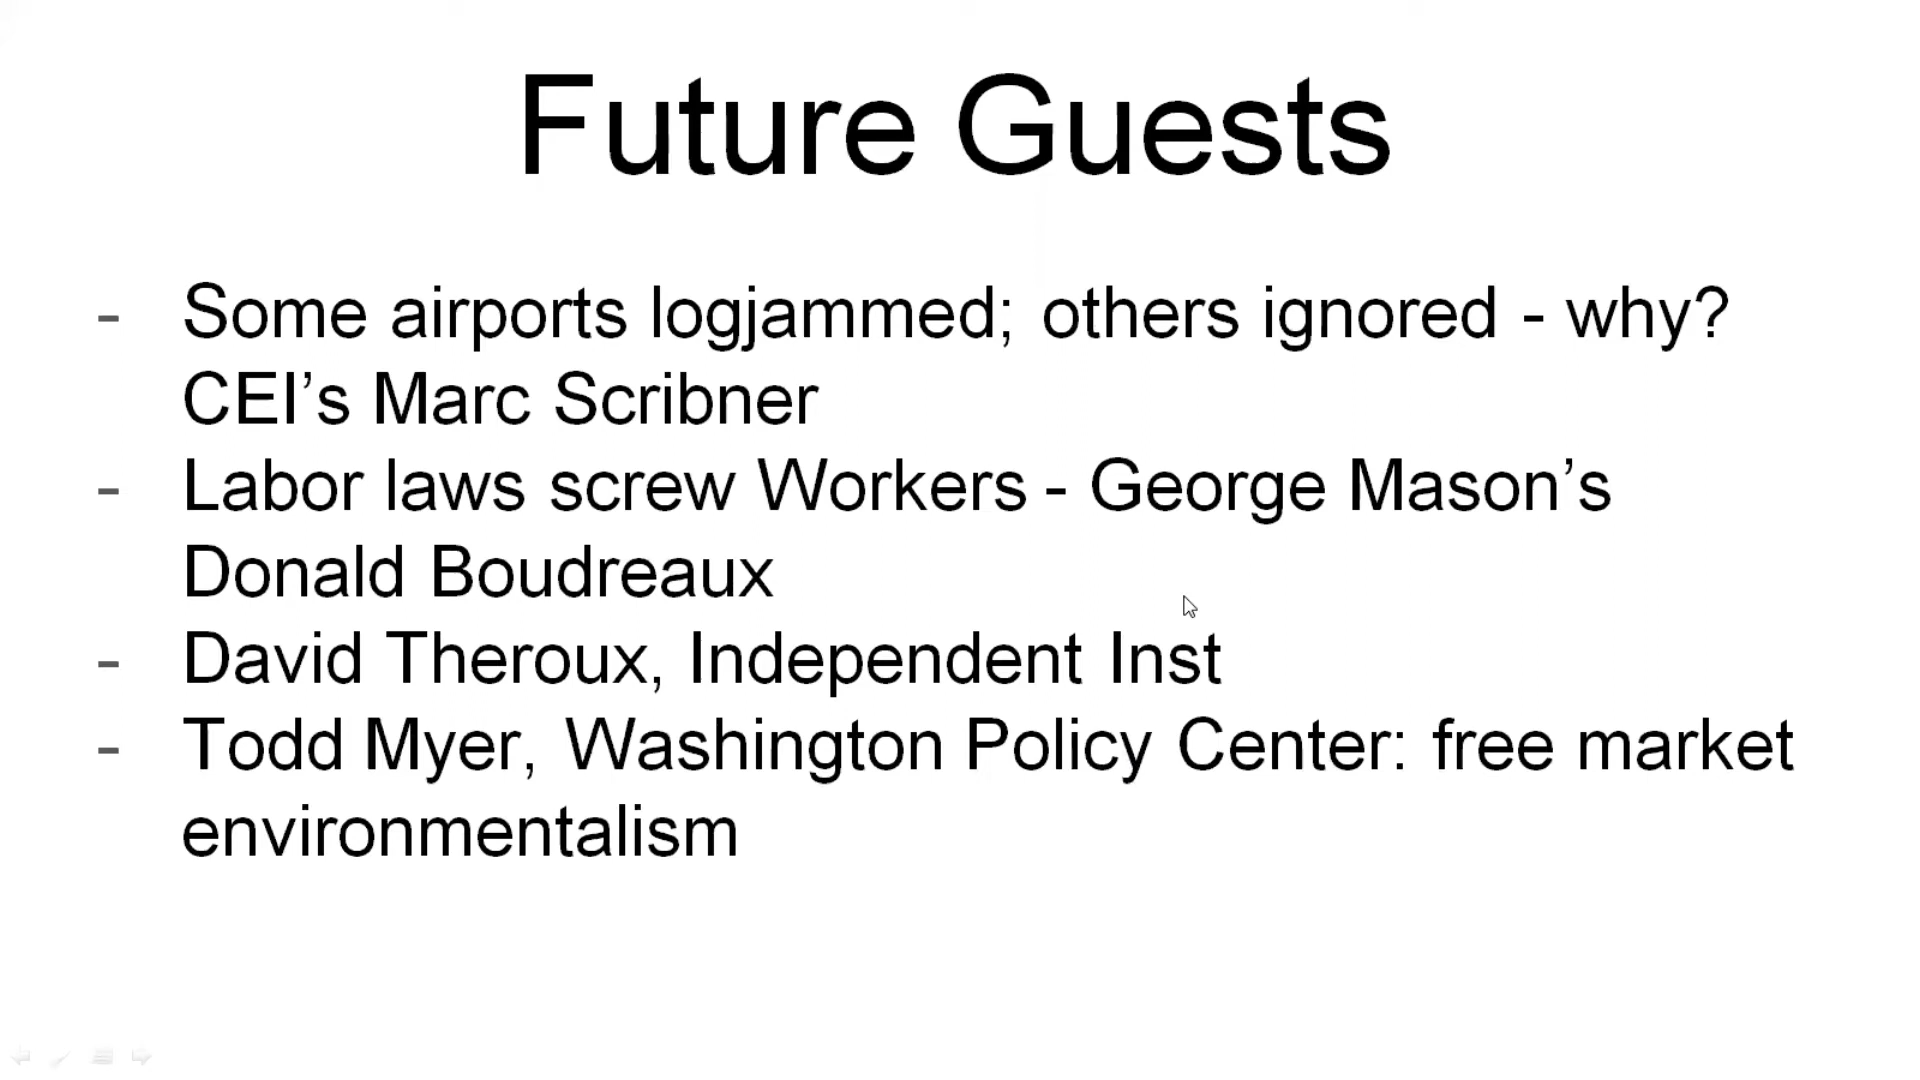 Future Guests
- Some airports logjammed; others ignored - why?
CEI’s Marc Scribner
- Labor laws screw Workers - George Mason’s
Donald Boudreaux
- David Theroux, Independent Inst
- Todd Myer, Washington Policy Center: free market
environmentalism